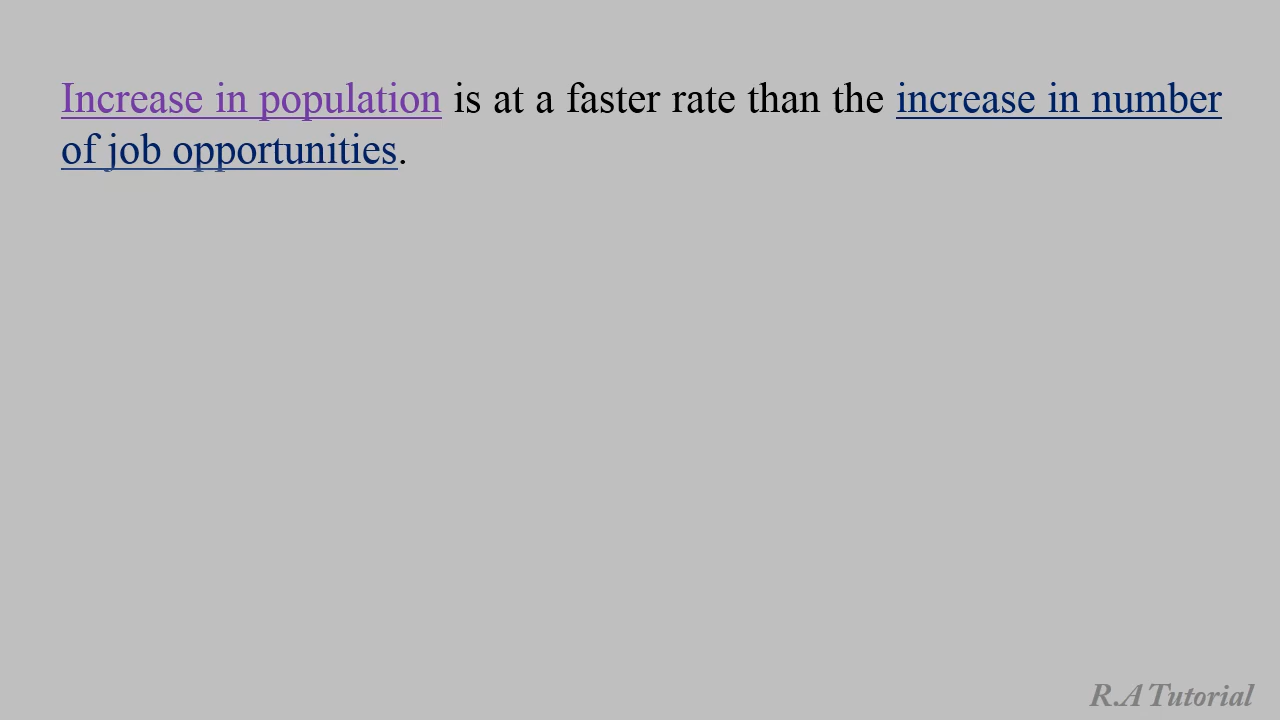 Increase in population is at a faster rate than the increase in number
of job opportunities.
R.A Tutorial